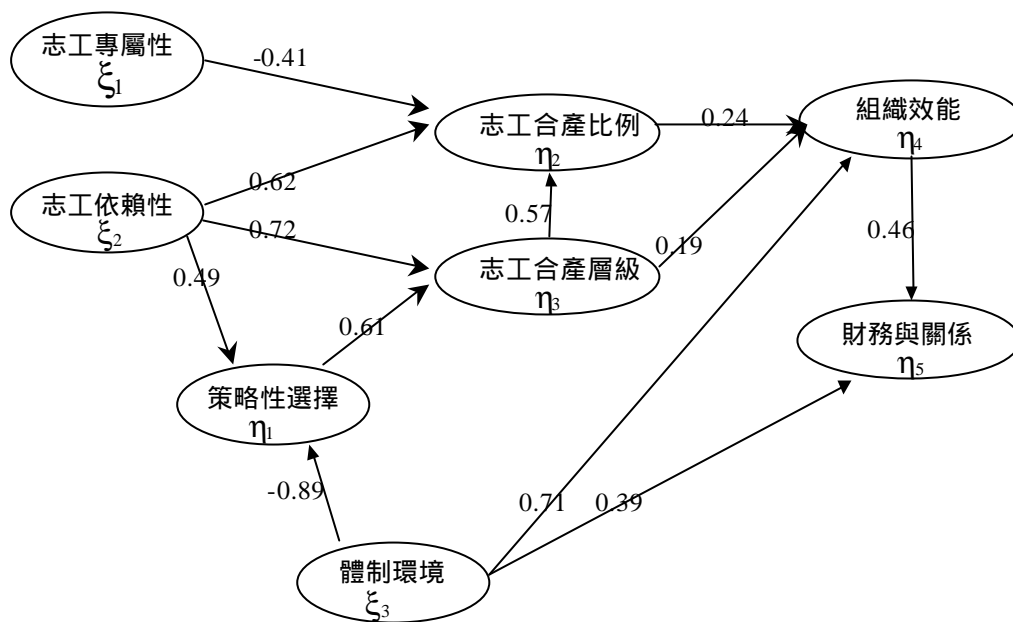 志工專屬性
ξ1
-0.41
志工合產比例
η2
0.24
組織效能
η4
志工依賴性
ξ2
0.62
0.72
0.57
0.19
0.46
志工合產層級
η3
0.49
0.61
財務與關係
η5
策略性選擇
η1
-0.89
0.71
0.39
體制環境
ξ3